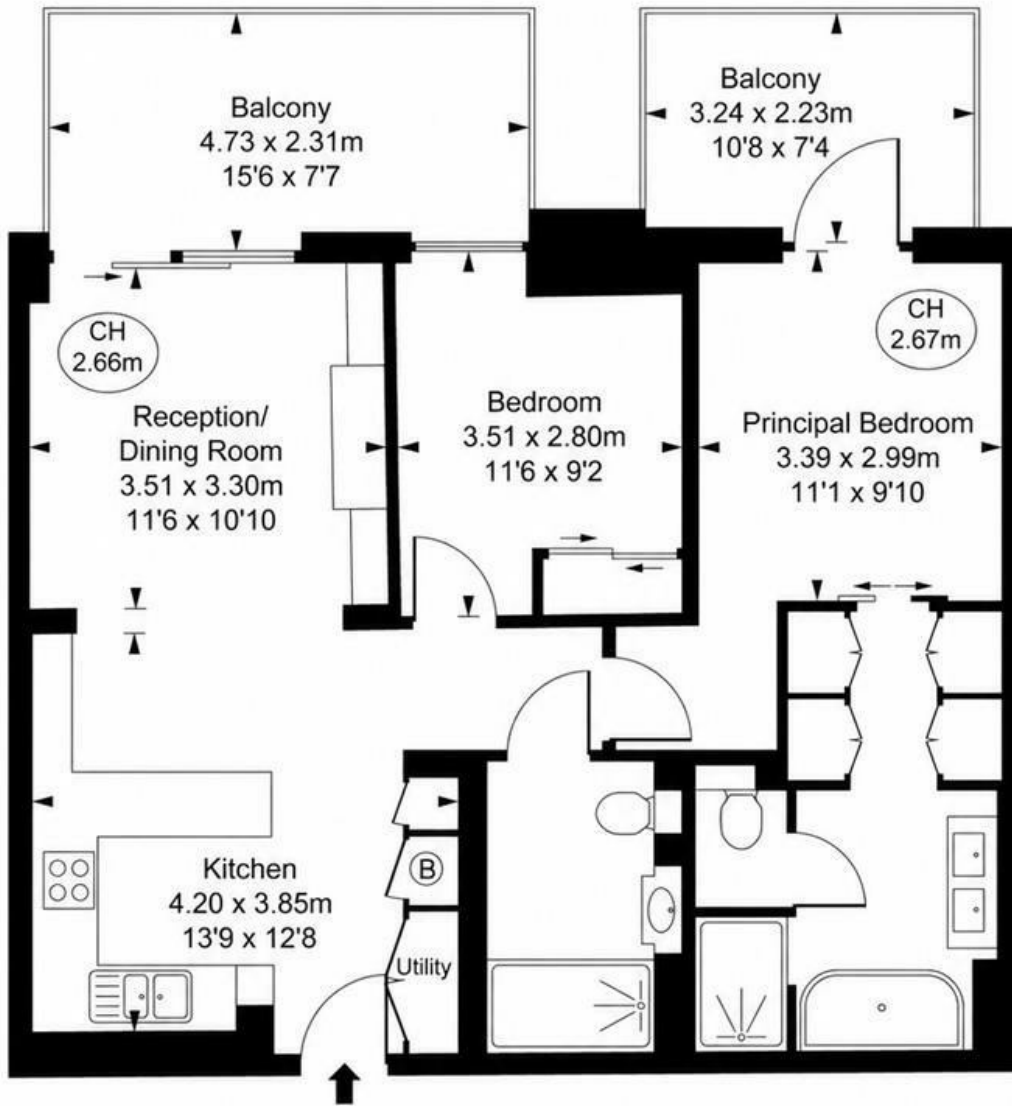 Balcony
4.73 x 2.31m
15'6 x 7'7
Balcony
3.24 x 2.23m
10'8 x 7'4
CH
2.66m
CH
2.67m
Reception/
Dining Room
3.51 x 3.30m
11'6 x 10'10
Bedroom
3.51 x 2.80m
11'6 x 9'2
Principal Bedroom
3.39 x 2.99m
11'1 x 9'10
Kitchen
4.20 x 3.85m
13'9 x 12'8
B
Utility